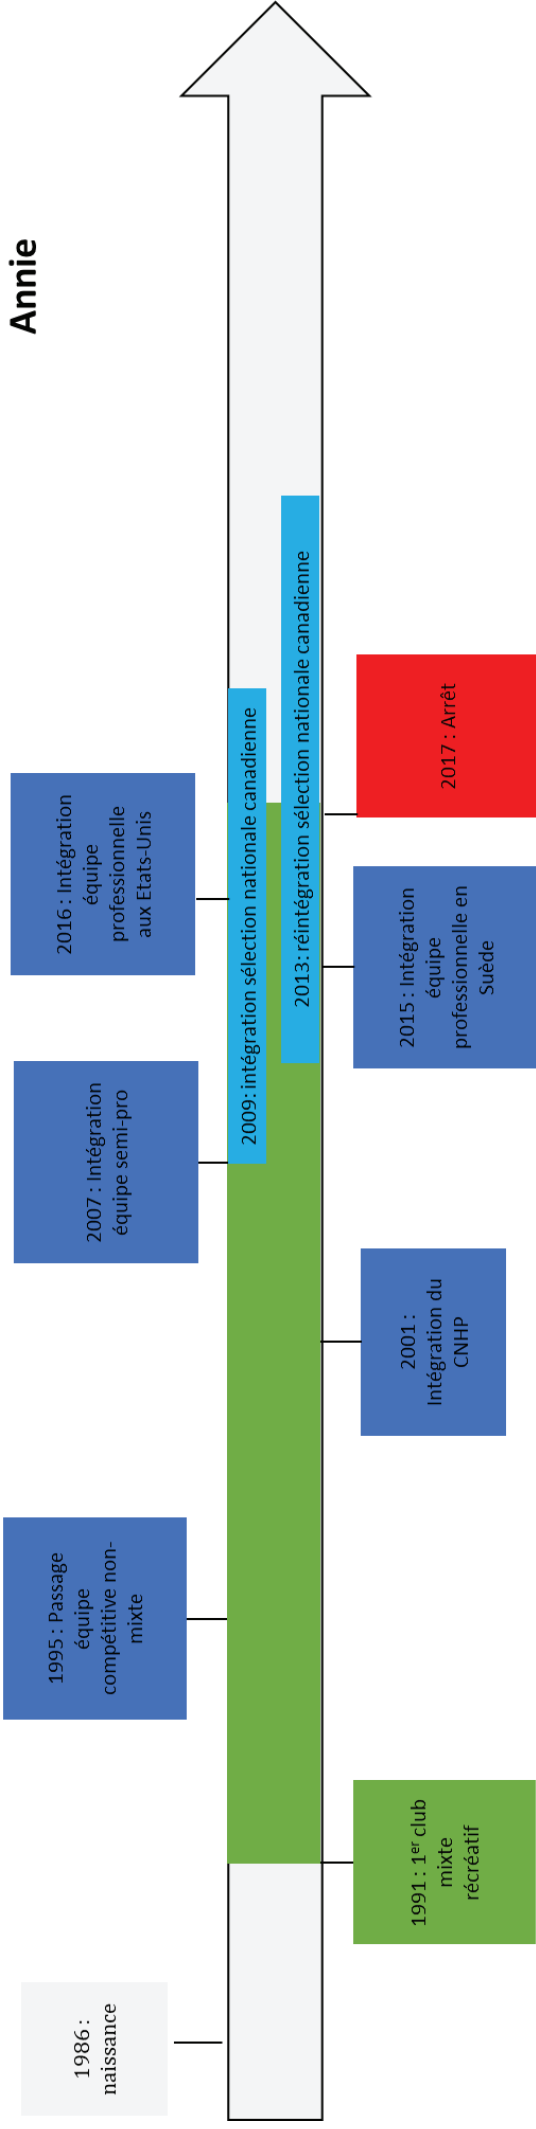 Annie
1986 :
naissance
1995 : Passage
équipe
compétitive non-
mixte
2007 : Intégration
équipe semi-pro
2016 : Intégration
équipe
professionnelle
aux Etats-Unis
2009: intégration sélection nationale canadienne
2013: réintégration sélection nationale canadienne
1991 : 1er club
mixte
récréatif
2001 :
Intégration du
CNHP
2015 : Intégration
équipe
professionnelle en
Suède
2017 : Arrêt